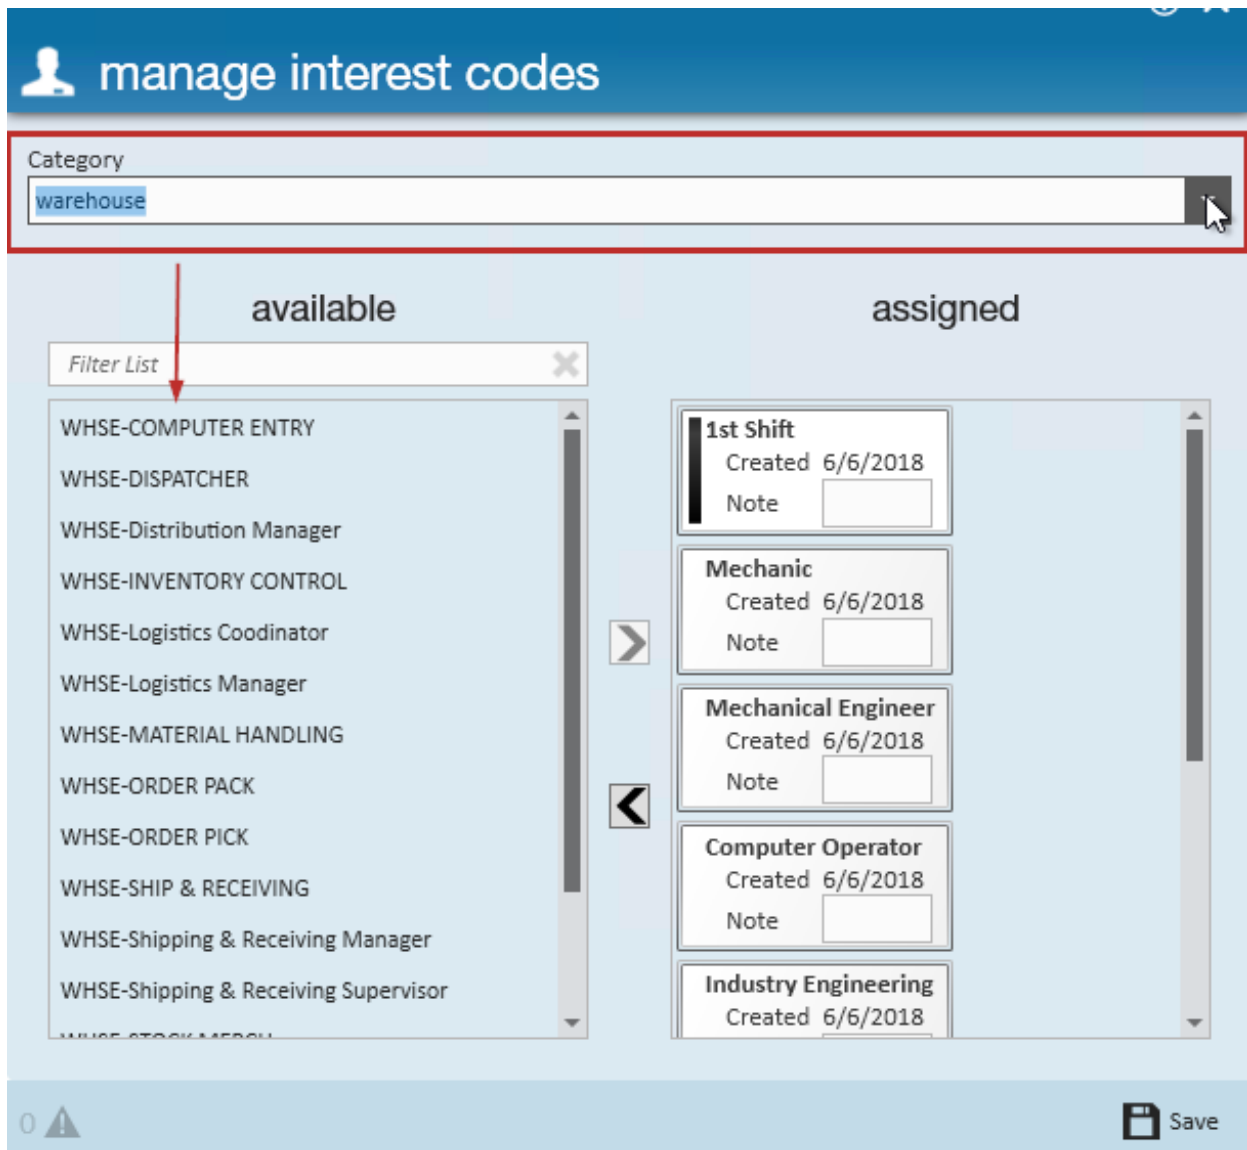 manage interest codes
Category
warehouse
available
assigned
Filter List
WHSE-COMPUTER ENTRY
WHSE-DISPATCHER
WHSE-Distribution Manager
WHSE-INVENTORY CONTROL
WHSE-Logistics Coodinator
WHSE-Logistics Manager
WHSE-MATERIAL HANDLING
WHSE-ORDER PACK
WHSE-ORDER PICK
WHSE-SHIP & RECEIVING
WHSE-Shipping & Receiving Manager
WHSE-Shipping & Receiving Supervisor
WHSE-STOCK MERCH
1st Shift
Created 6/6/2018
Note
Mechanic
Created 6/6/2018
Note
Mechanical Engineer
Created 6/6/2018
Note
Computer Operator
Created 6/6/2018
Note
Industry Engineering
Created 6/6/2018
0
Save